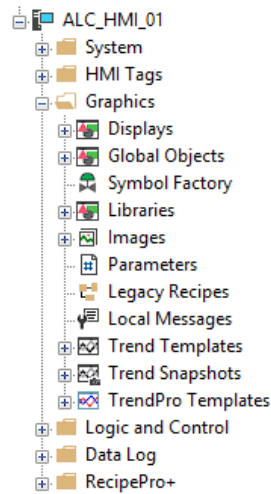 ALC_HMI_01
System
HMI Tags
Graphics
Displays
Global Objects
Symbol Factory
Libraries
Images
Parameters
Legacy Recipes
Local Messages
Trend Templates
Trend Snapshots
TrendPro Templates
Logic and Control
Data Log
RecipePro+